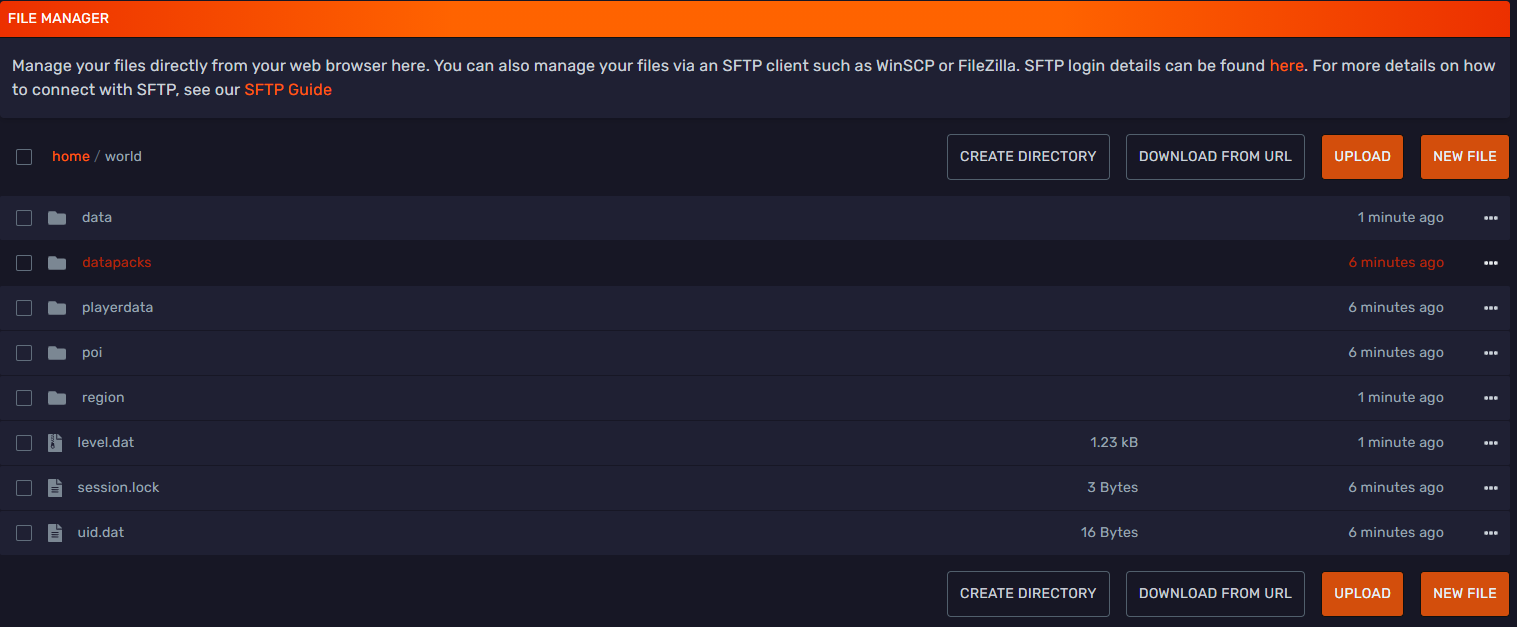 FILE MANAGER
Manage your files directly from your web browser here. You can also manage your files via an SFTP client such as WinSCP or FileZilla. SFTP login details can be found here. For more details on how
to connect with SFTP, see our SFTP Guide
home / world CREATE DIRECTORY DOWNLOAD FROM URL UPLOAD NEW FILE
data 1 minute ago
datapacks 6 minutes ago
playerdata 6 minutes ago
poi 6 minutes ago
region 1 minute ago
level.dat 1.23 kB 1 minute ago
session.lock 3 Bytes 6 minutes ago
uid.dat 16 Bytes 6 minutes ago
CREATE DIRECTORY DOWNLOAD FROM URL UPLOAD NEW FILE